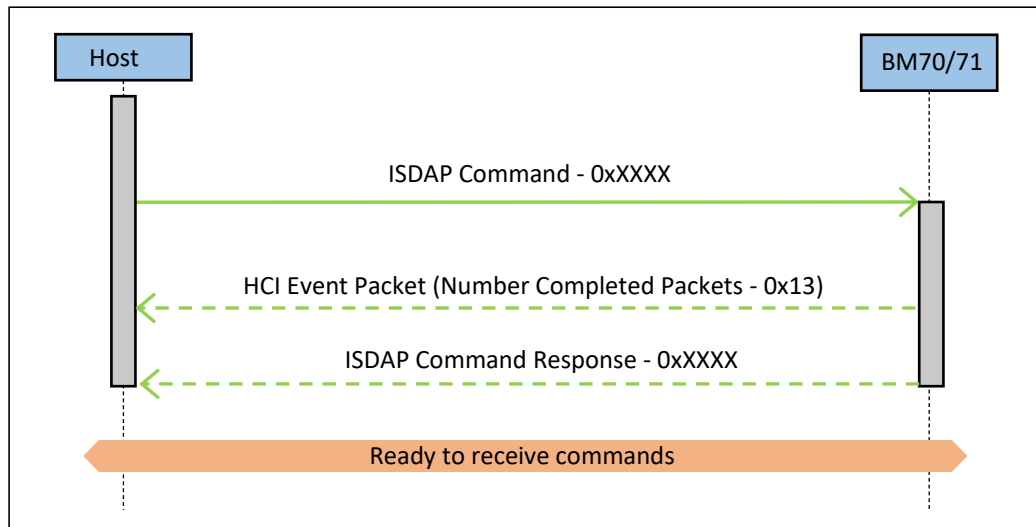 Host
BM70/71
ISDAP Command - 0xXXXX
HCI Event Packet (Number Completed Packets - 0x13)
ISDAP Command Response - 0xXXXX
Ready to receive commands